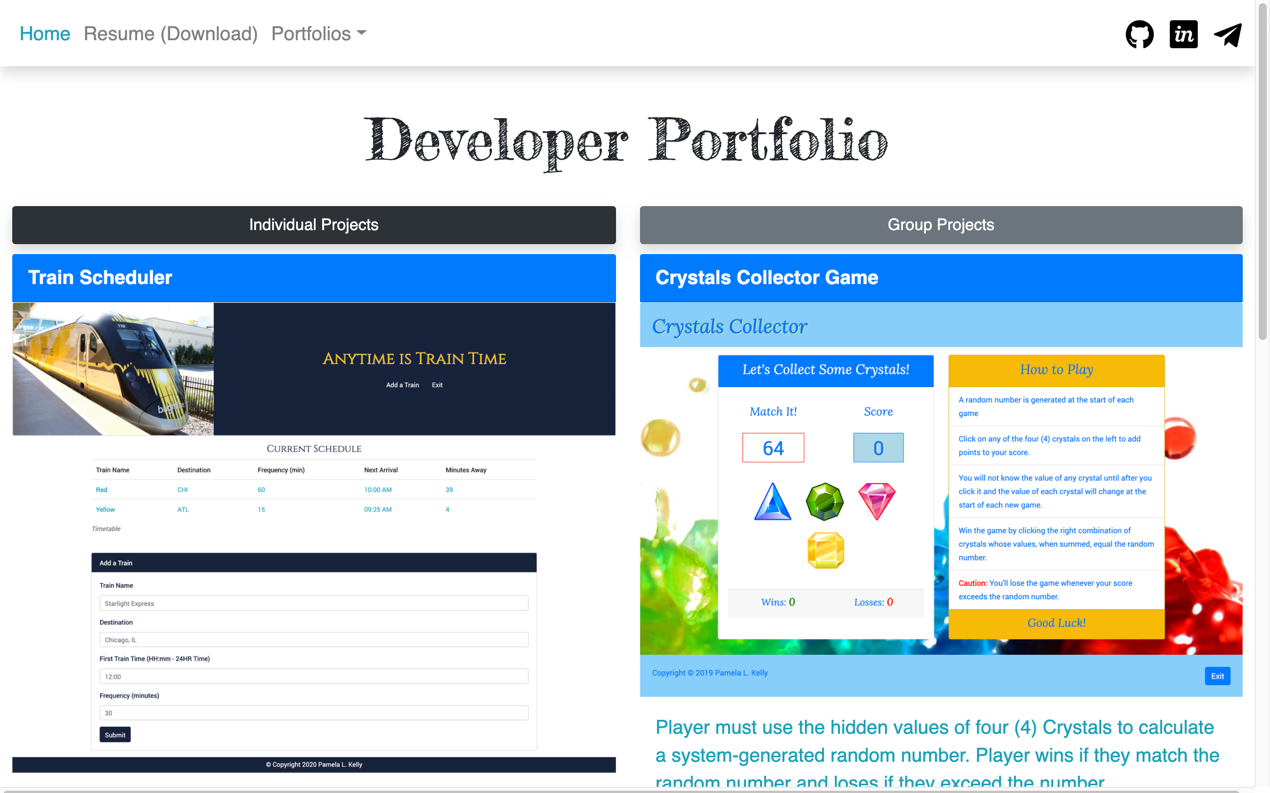 Home Resume (Download) Portfolios
in
Developer Portfolio
Individual Projects
Train Scheduler
Anytime is Train Time
Add a Train Exit
Current Schedule
Train Name Destination Frequency (min) Next Arrival Minutes Away
Red CHI 60 10:00 AM 39
Yellow ATL 15 09:25 AM 4
Timetable
Add a Train
Train Name
Starlight Express
Destination
Chicago, IL
First Train Time (HH:mm - 24HR Time)
12:00
Frequency (minutes)
30
Submit
© Copyright 2020 Pamela L. Kelly
Group Projects
Crystals Collector Game
Crystals Collector
Let's Collect Some Crystals!
Match It! Score
64 0
Wins: 0 Losses: 0
How to Play
A random number is generated at the start of each
game
Click on any of the four (4) crystals on the left to add
points to your score.
You will not know the value of any crystal until after you
click it and the value of each crystal will change at the
start of each new game.
Win the game by clicking the right combination of
crystals whose values, when summed, equal the random
number.
Caution: You'll lose the game whenever your score
exceeds the random number.
Good Luck!
Copyright © 2019 Pamela L. Kelly
Exit
Player must use the hidden values of four (4) Crystals to calculate
a system-generated random number. Player wins if they match the
random number and loses if they exceed the number.